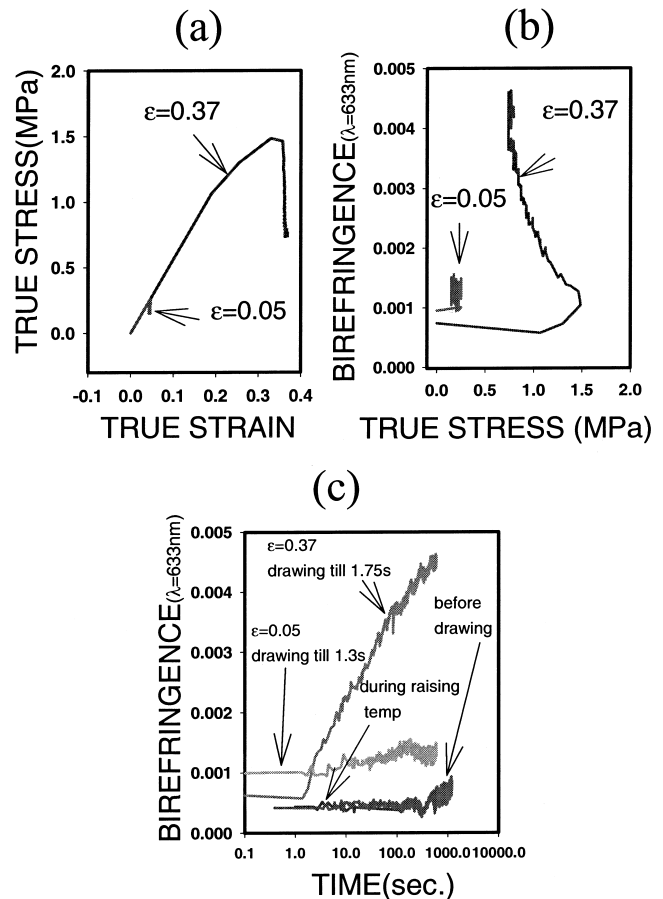 (a)
TRUE STRESS(MPa)
2.0
1.5
1.0
0.5
0.0
ε=0.37
ε=0.05
-0.1 0.0 0.1 0.2 0.3 0.4
TRUE STRAIN
(b)
BIREFRINGENCE(λ=633nm)
0.005
0.004
0.003
0.002
0.001
0.000
ε=0.37
ε=0.05
0.0 0.5 1.0 1.5 2.0
TRUE STRESS (MPa)
(c)
BIREFRINGENCE(λ=633nm)
0.005
0.004
0.003
0.002
0.001
0.000
ε=0.37
drawing till 1.75s
before
drawing
ε=0.05
drawing till 1.3s
during raising
temp
0.1 1.0 10.0 100.0 1000.010000.0
TIME(sec.)